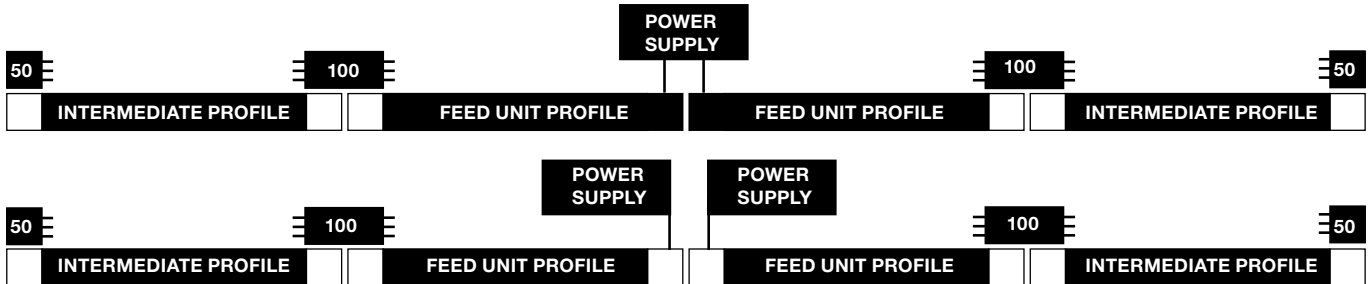 POWER
SUPPLY
50 100 100 50
INTERMEDIATE PROFILE FEED UNIT PROFILE FEED UNIT PROFILE INTERMEDIATE PROFILE
POWER
SUPPLY
POWER
SUPPLY
50 100 100 50
INTERMEDIATE PROFILE FEED UNIT PROFILE FEED UNIT PROFILE INTERMEDIATE PROFILE